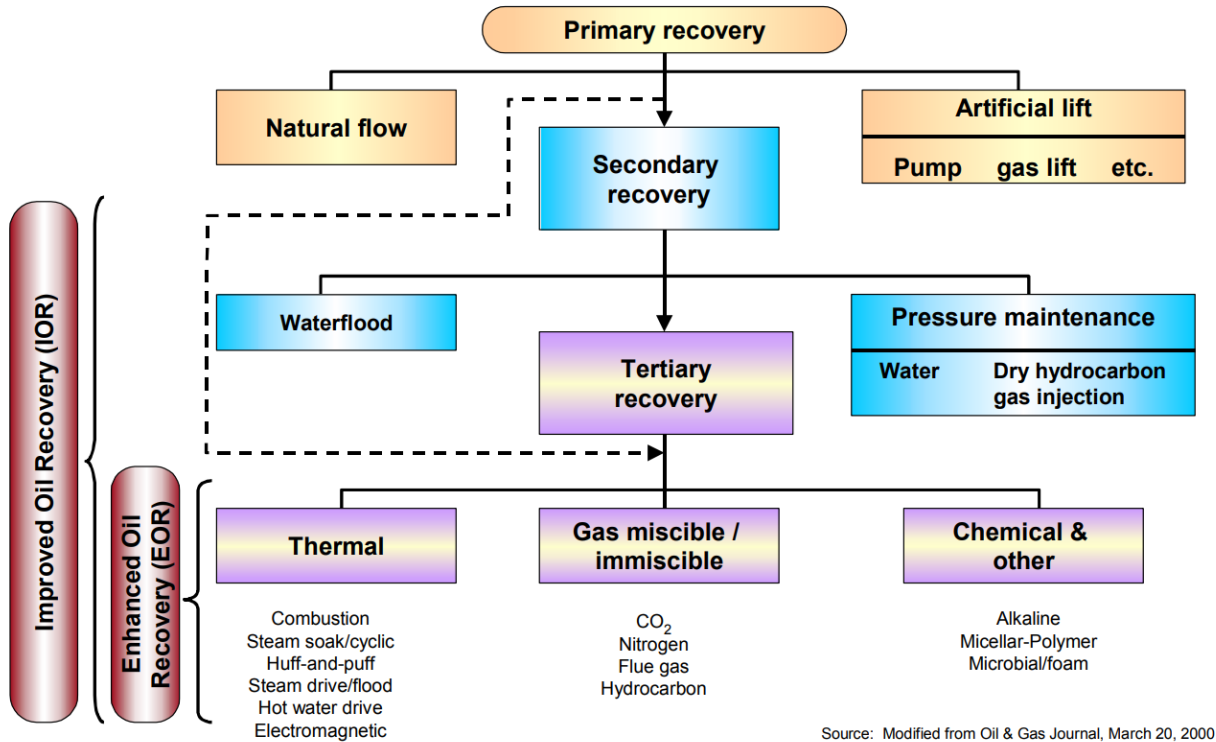 Primary recovery
Natural flow
Artificial lift
Pump gas lift etc.
Secondary
recovery
Waterflood
Pressure maintenance
Water Dry hydrocarbon
gas injection
Tertiary
recovery
Improved Oil Recovery (IOR)
Enhanced Oil
Recovery (EOR)
Thermal
Combustion
Steam soak/cyclic
Huff-and-puff
Steam drive/flood
Hot water drive
Electromagnetic
Gas miscible /
immiscible
CO₂
Nitrogen
Flue gas
Hydrocarbon
Chemical &
other
Alkaline
Micellar-Polymer
Microbial/foam
Source: Modified from Oil & Gas Journal, March 20, 2000